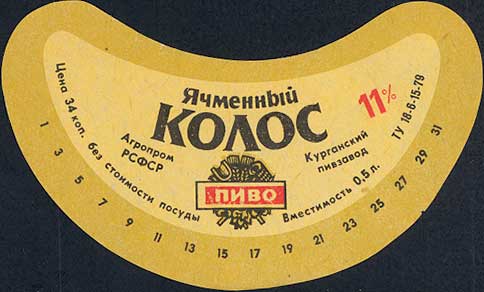 Ячменный
КОЛОС
11%
Цена 34 коп. без стоимости посуды
Агропром
РСФСР
Курганский
пивзавод
ТУ 18-6-15-79
ПИВО
Вместимость 0,5 л.
1 3 5 7 9 11 13 15 17 19 21 23 25 27 29 31